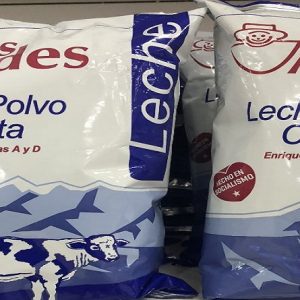 des
Polvo
ta
as A y D
Leche
Lech
C
Enrique
HECHO EN
SOCIALISMO